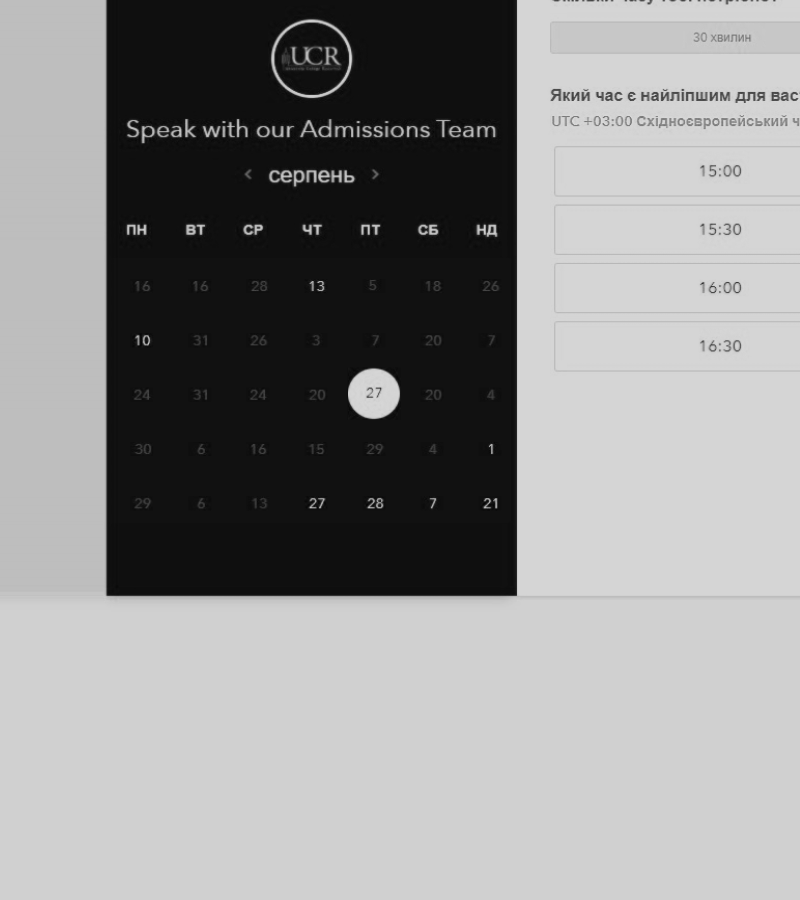 UCR
Speak with our Admissions Team
серпень
ПН ВТ СР ЧТ ПТ СБ НД
16 16 28 13 5 18 26
10 31 26 3 7 20 7
24 31 24 20 27 20 4
30 6 16 15 29 4 1
29 6 13 27 28 7 21
30 хвилин
Який час є найліпшим для вас
UTC +03:00 Східноєвропейський ч
15:00
15:30
16:00
16:30